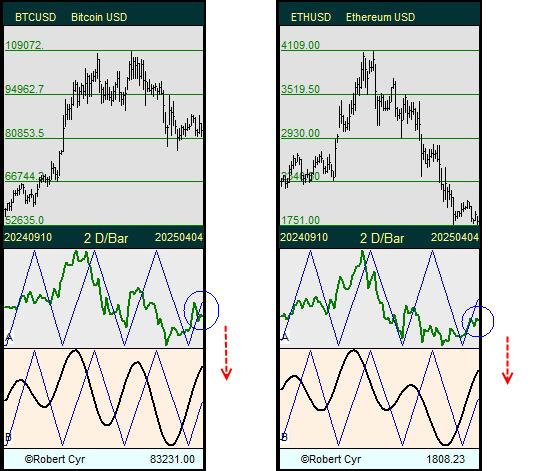 BTCUSD Bitcoin USD
109072.
94962.7
80853.5
66744.2
52635.0
20240910 2 D/Bar 20250404
A
B
©Robert Cyr 83231.00
ETHUSD Ethereum USD
4109.00
3519.50
2930.00
1751.00
20240910 2 D/Bar 20250404
A
B
©Robert Cyr 1808.23